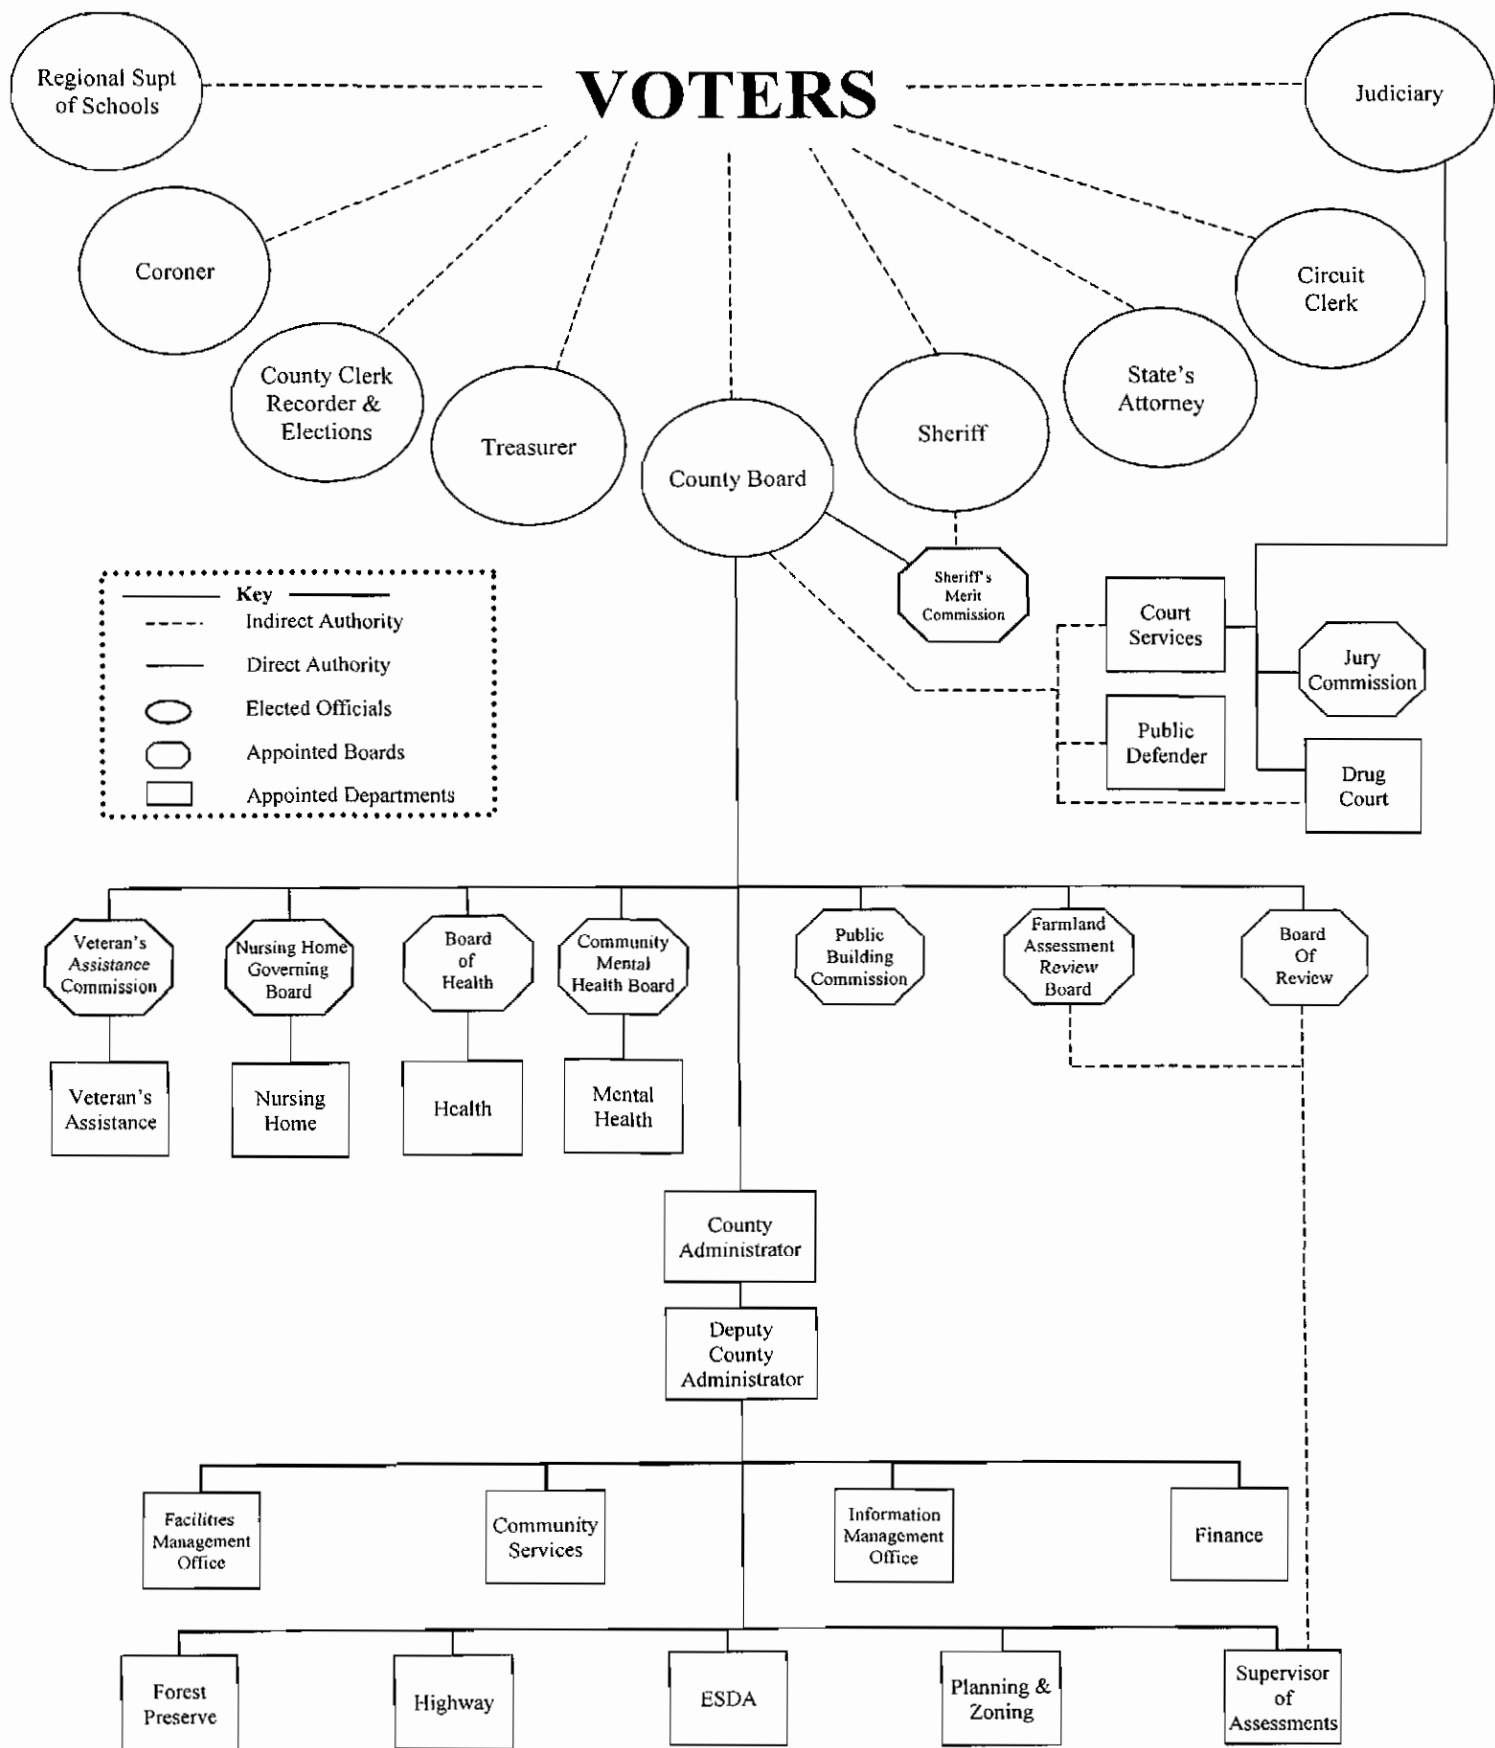 VOTERS
Regional Supt
of Schools
Judiciary
Coroner
Circuit
Clerk
County Clerk
Recorder &
Elections
State's
Attorney
Treasurer
Sheriff
County Board
Sheriff's
Merit
Commission
Key
Indirect Authority
Direct Authority
Elected Officials
Appointed Boards
Appointed Departments
Court
Services
Jury
Commission
Public
Defender
Drug
Court
Veteran's
Assistance
Commission
Nursing Home
Governing
Board
Board
of
Health
Community
Mental
Health Board
Public
Building
Commission
Farmland
Assessment
Review
Board
Board
Of
Review
Veteran's
Assistance
Nursing
Home
Health
Mental
Health
County
Administrator
Deputy
County
Administrator
Facilities
Management
Office
Community
Services
Information
Management
Office
Finance
Forest
Preserve
Highway
ESDA
Planning &
Zoning
Supervisor
of
Assessments